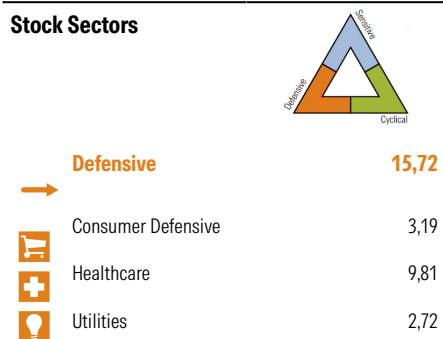 Stock Sectors
Sensitive
Defensive
Cyclical
Defensive 15,72
Consumer Defensive 3,19
Healthcare 9,81
Utilities 2,72